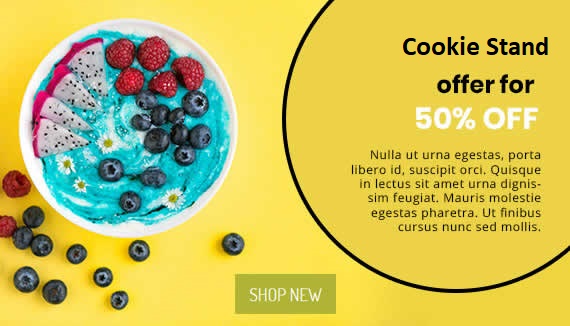 Cookie Stand
offer for
50% OFF
Nulla ut urna egestas, porta
libero id, suscipit orci. Quisque
in lectus sit amet urna dignis-
sim feugiat. Mauris molestie
egestas pharetra. Ut finibus
cursus nunc sed mollis.
SHOP NEW